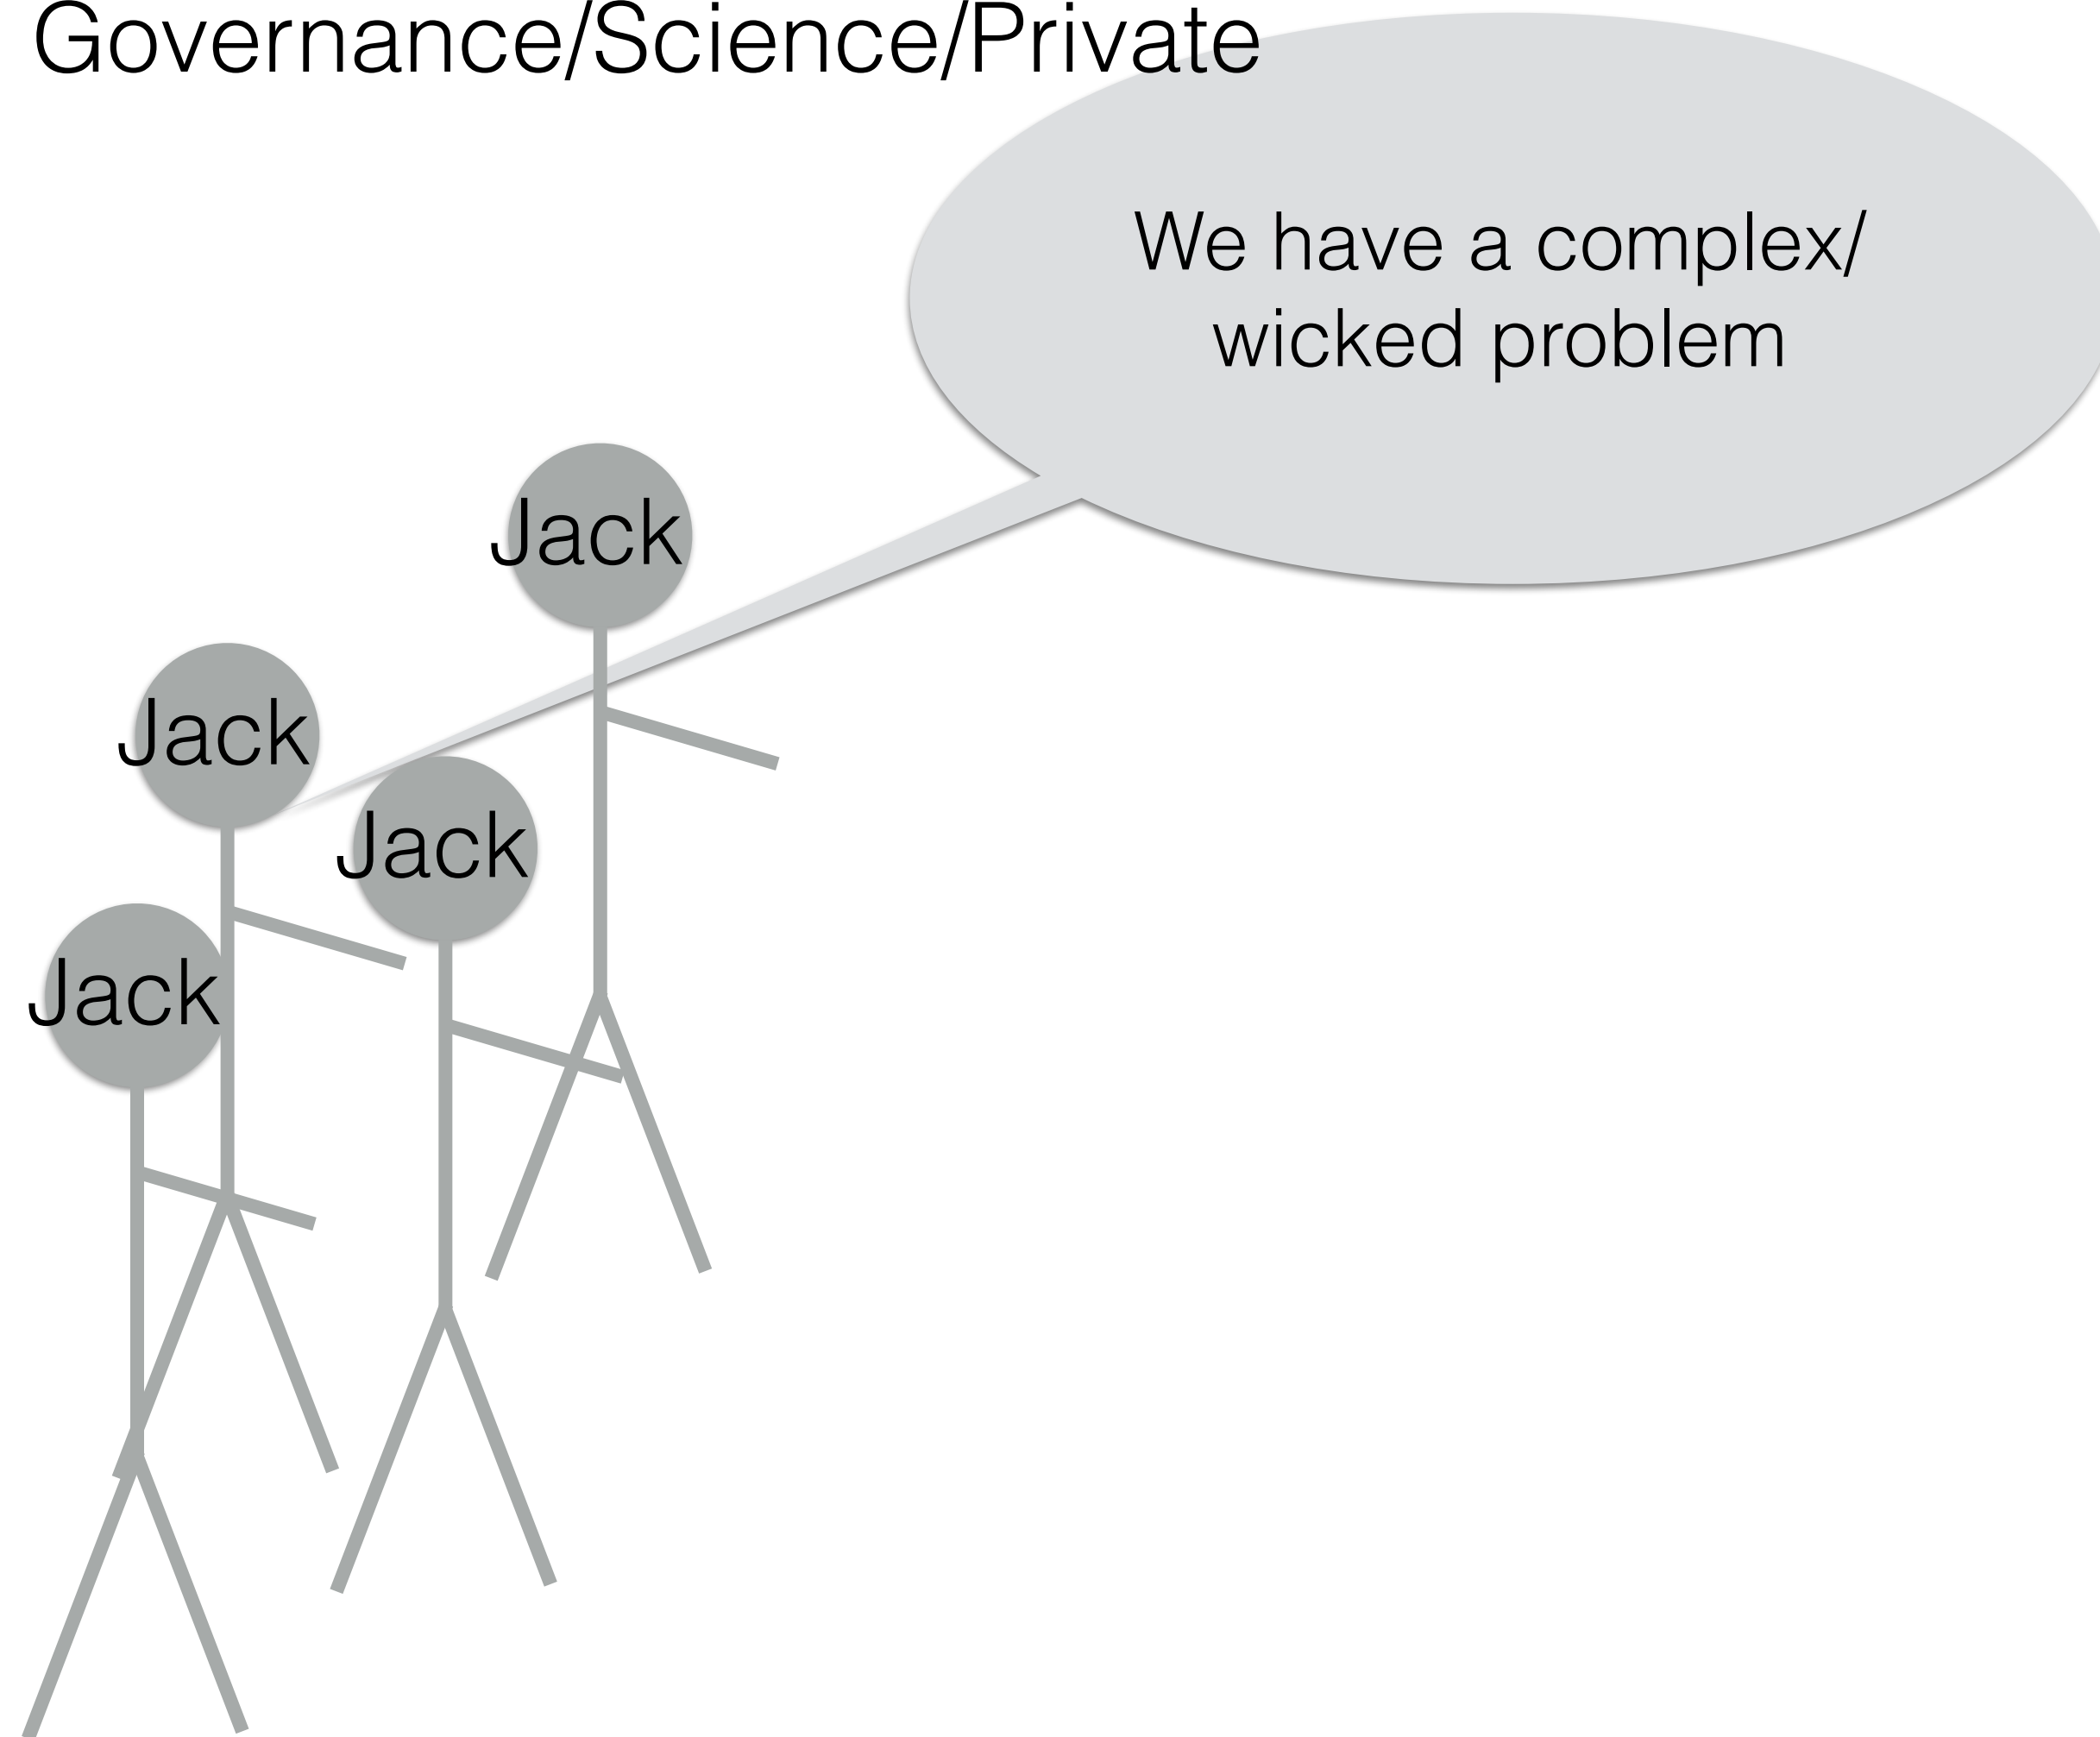 Governance/Science/Private
We have a complex/
wicked problem
Jack
Jack
Jack
Jack